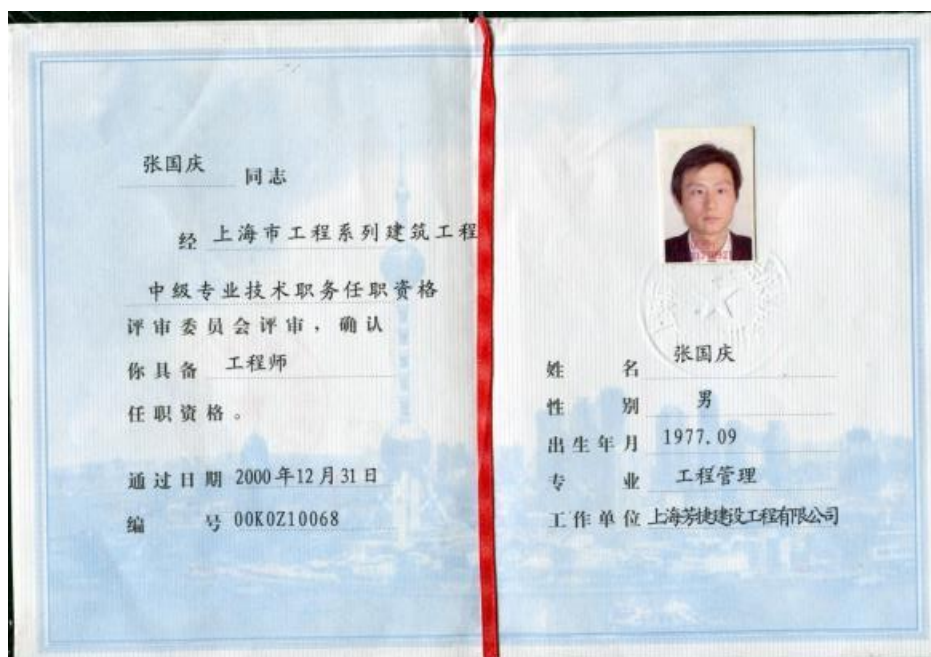 张国庆 同志
经 上海市工程系列建筑工程
中级专业技术职务任职资格
评审委员会评审，确认
你具备 工程师
任职资格。
通过日期 2000年12月31日
编 号 00K0Z10068
姓 名 张国庆
性 别 男
出生年月 1977.09
专 业 工程管理
工作单位 上海芳捷建设工程有限公司